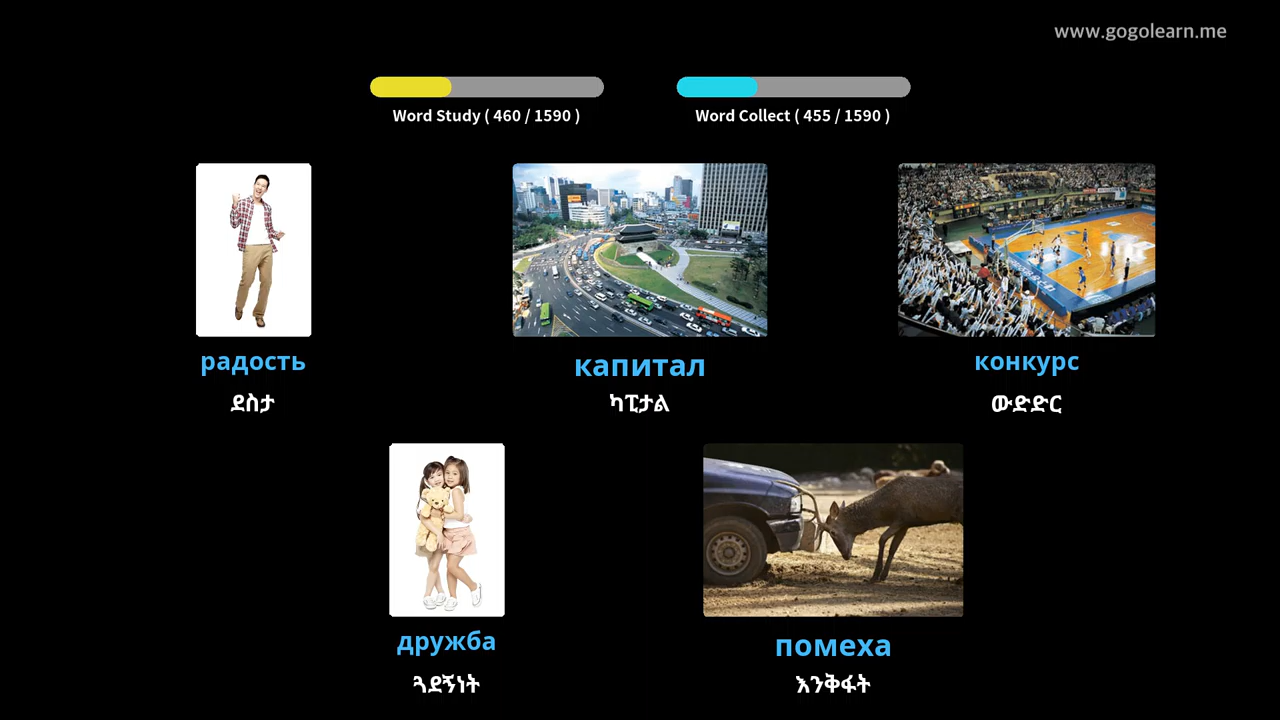 www.gogolearn.me
Word Study ( 460 / 1590 )
Word Collect ( 455 / 1590 )
радость
капитал
конкурс
ደስታ
ካፒታል
ውድድር
дружба
помеха
ጓደኝነት
እንቅፋት